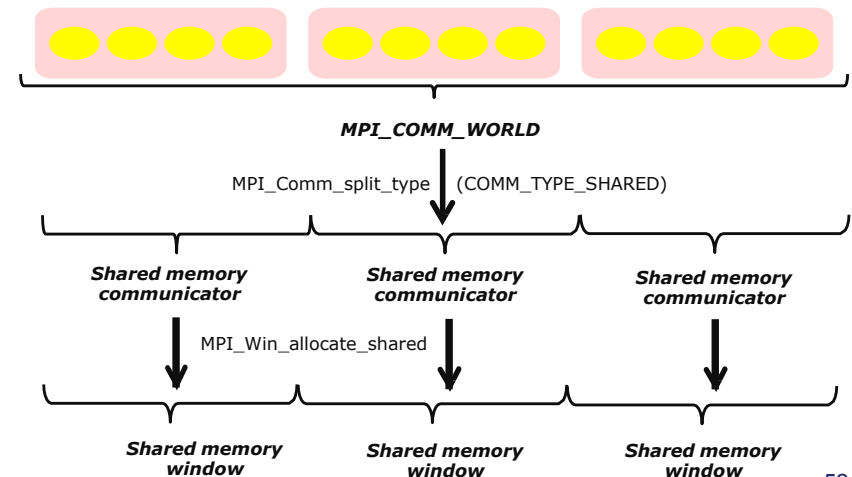 MPI_COMM_WORLD
MPI_Comm_split_type (COMM_TYPE_SHARED)
Shared memory communicator
Shared memory communicator
Shared memory communicator
MPI_Win_allocate_shared
Shared memory window
Shared memory window
Shared memory window